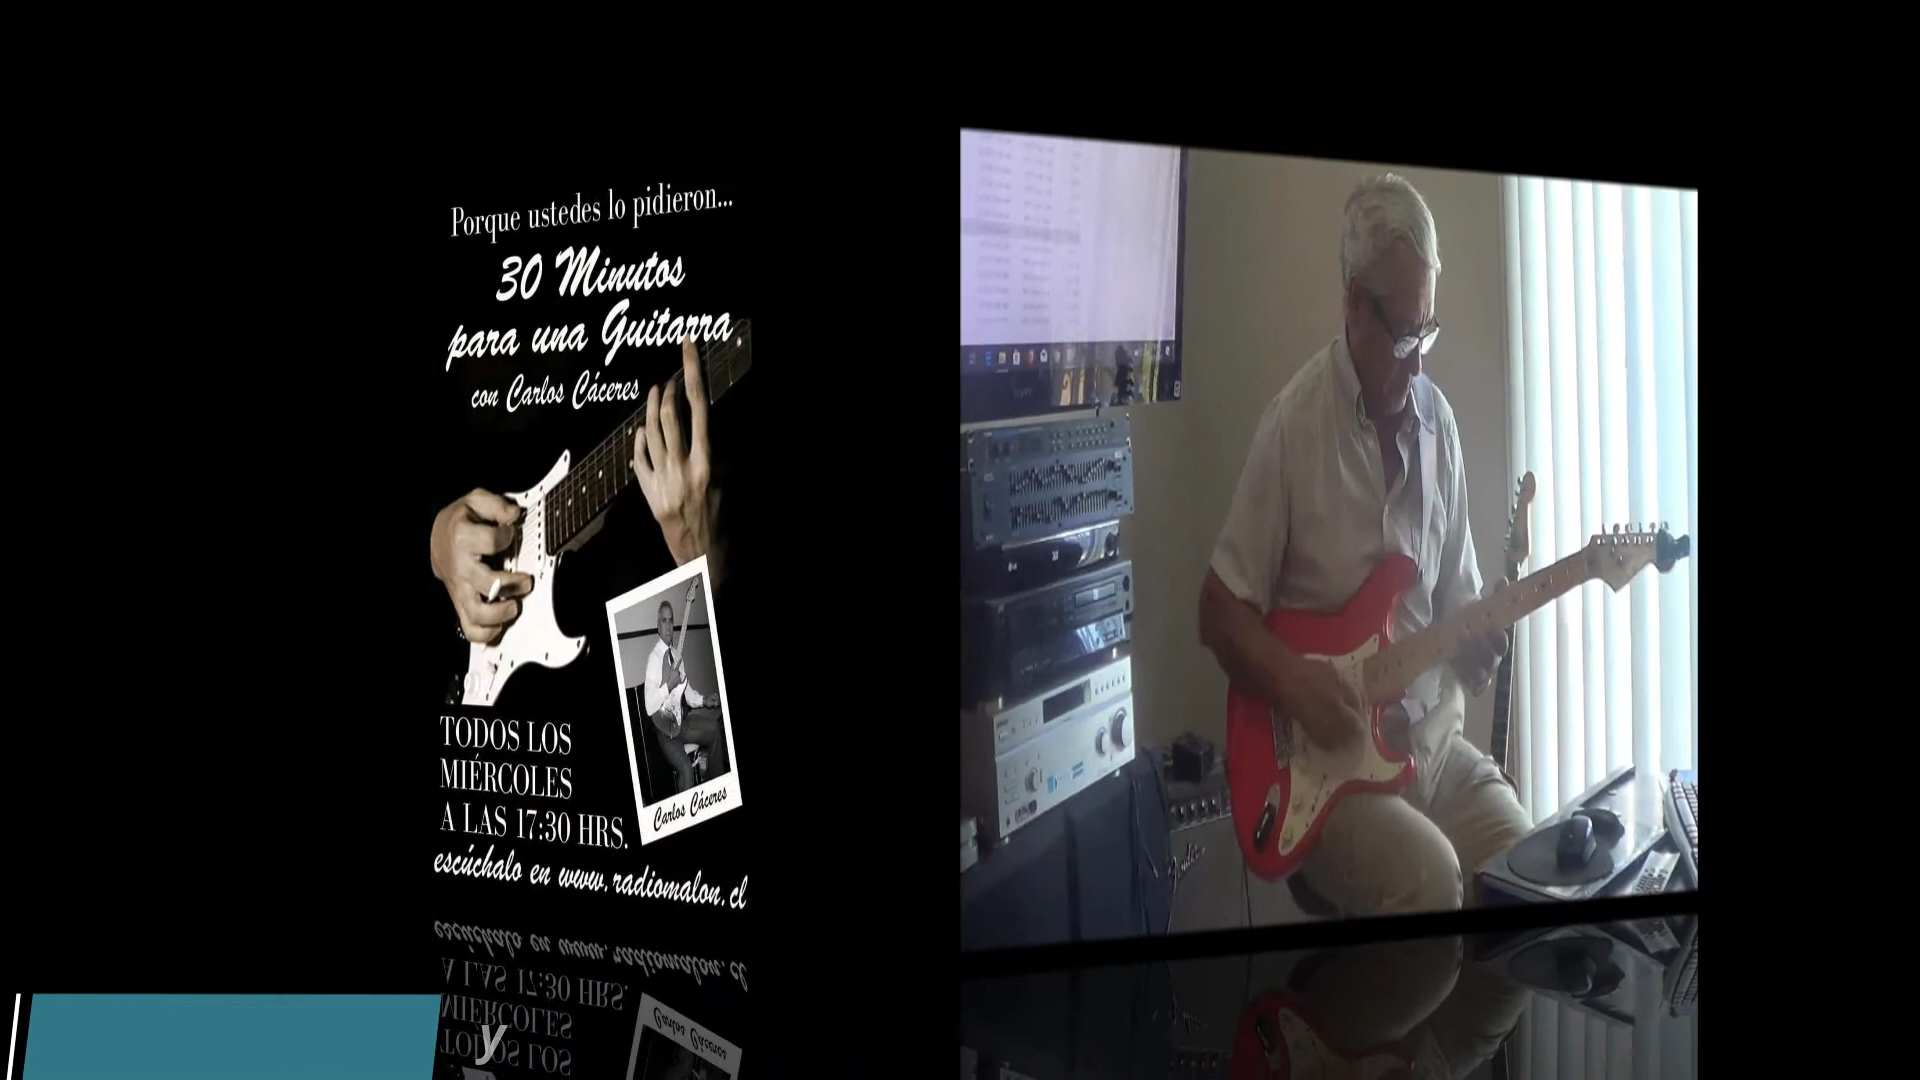 Porque ustedes lo pidieron...
30 Minutos
para una Guitarra
con Carlos Cáceres
Carlos Cáceres
TODOS LOS
MIÉRCOLES
A LAS 17:30 HRS.
escúchalo en www.radiomalon.cl
Fender
y